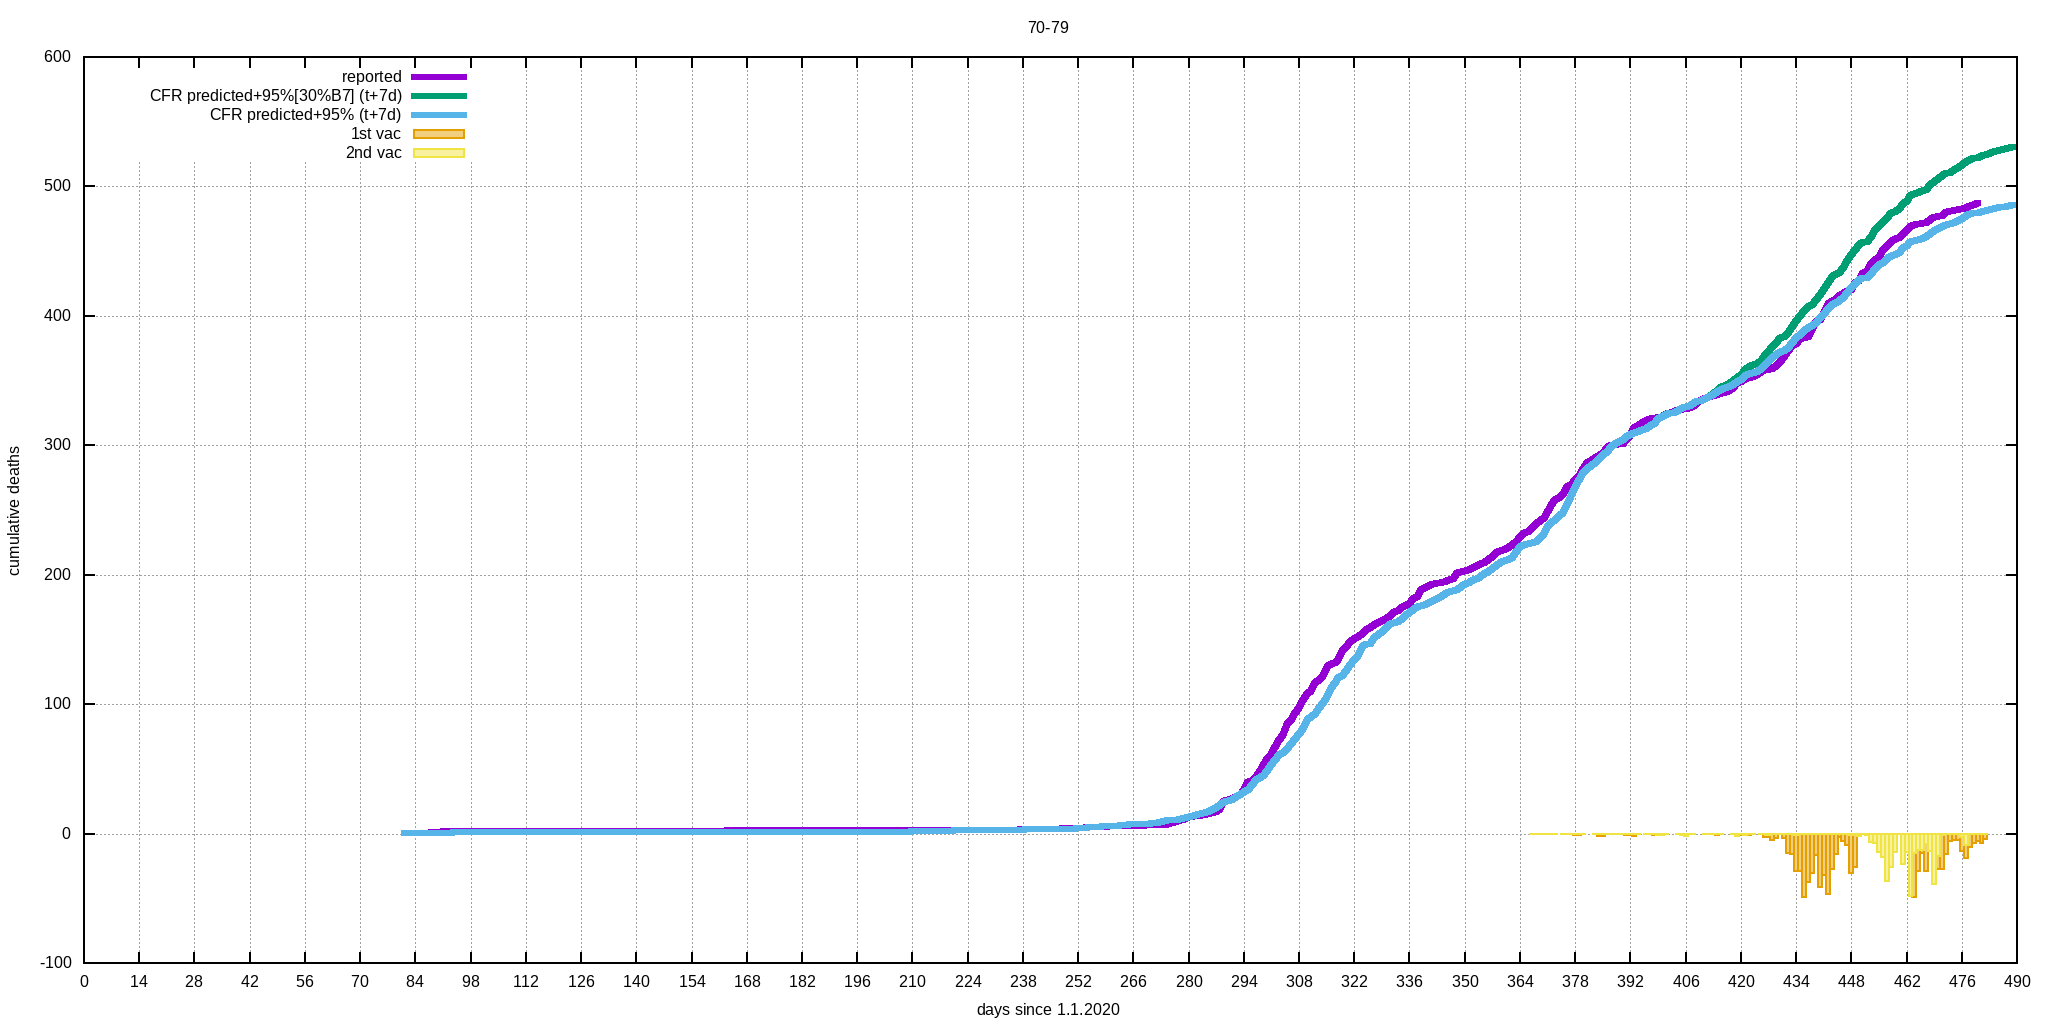 70-79
600
500
400
300
200
100
0
-100
cumulative deaths
reported
CFR predicted+95%[30%B7] (t+7d)
CFR predicted+95% (t+7d)
1st vac
2nd vac
0 14 28 42 56 70 84 98 112 126 140 154 168 182 196 210 224 238 252 266 280 294 308 322 336 350 364 378 392 406 420 434 448 462 476 490
days since 1.1.2020